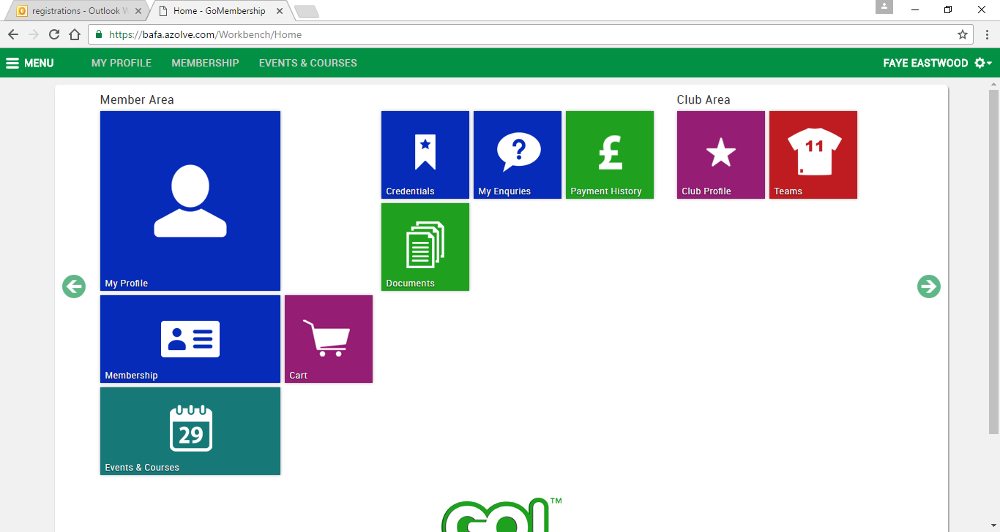 registrations - Outlook W
Home - GoMembership
https://bafa.azolve.com/Workbench/Home
MENU
MY PROFILE
MEMBERSHIP
EVENTS & COURSES
FAYE EASTWOOD
Member Area
Club Area
My Profile
Credentials
?
My Enquries
£
Payment History
Club Profile
11
Teams
Documents
Membership
Cart
29
Events & Courses
GO!™